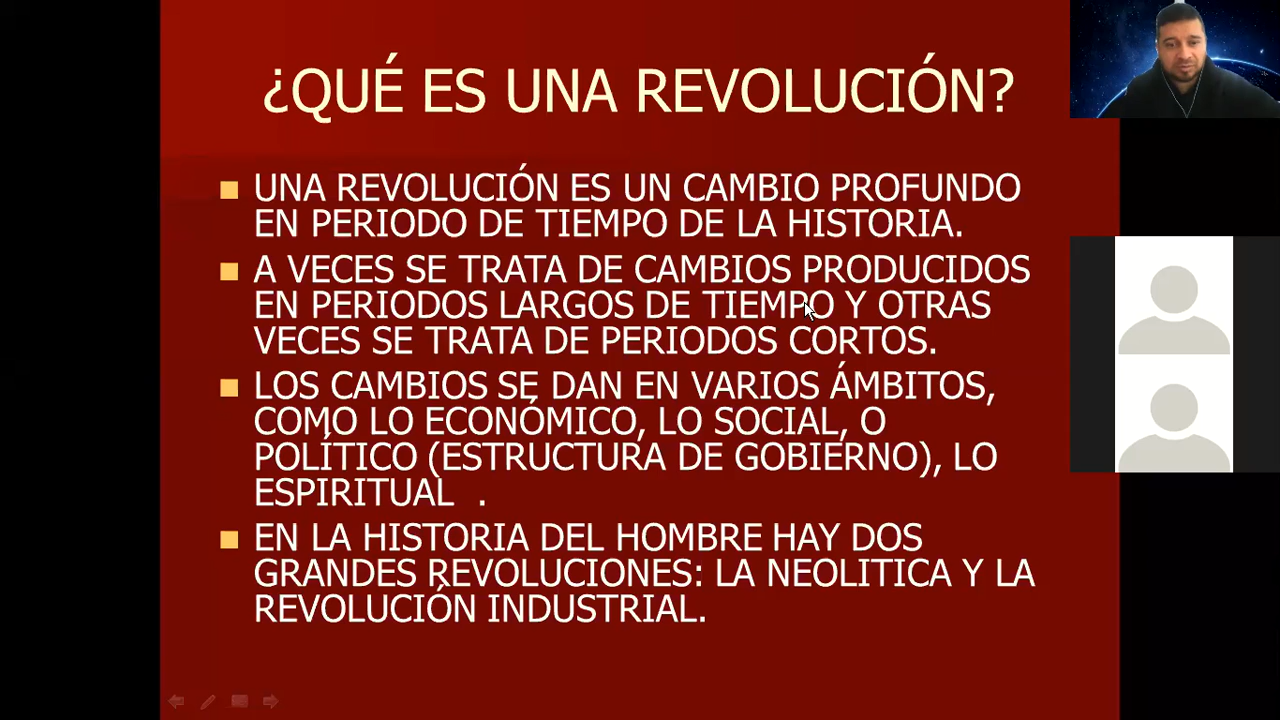 ¿QUÉ ES UNA REVOLUCIÓN?
UNA REVOLUCIÓN ES UN CAMBIO PROFUNDO
EN PERIODO DE TIEMPO DE LA HISTORIA.
A VECES SE TRATA DE CAMBIOS PRODUCIDOS
EN PERIODOS LARGOS DE TIEMPO Y OTRAS
VECES SE TRATA DE PERIODOS CORTOS.
LOS CAMBIOS SE DAN EN VARIOS ÁMBITOS,
COMO LO ECONÓMICO, LO SOCIAL, O
POLÍTICO (ESTRUCTURA DE GOBIERNO), LO
ESPIRITUAL .
EN LA HISTORIA DEL HOMBRE HAY DOS
GRANDES REVOLUCIONES: LA NEOLITICA Y LA
REVOLUCIÓN INDUSTRIAL.